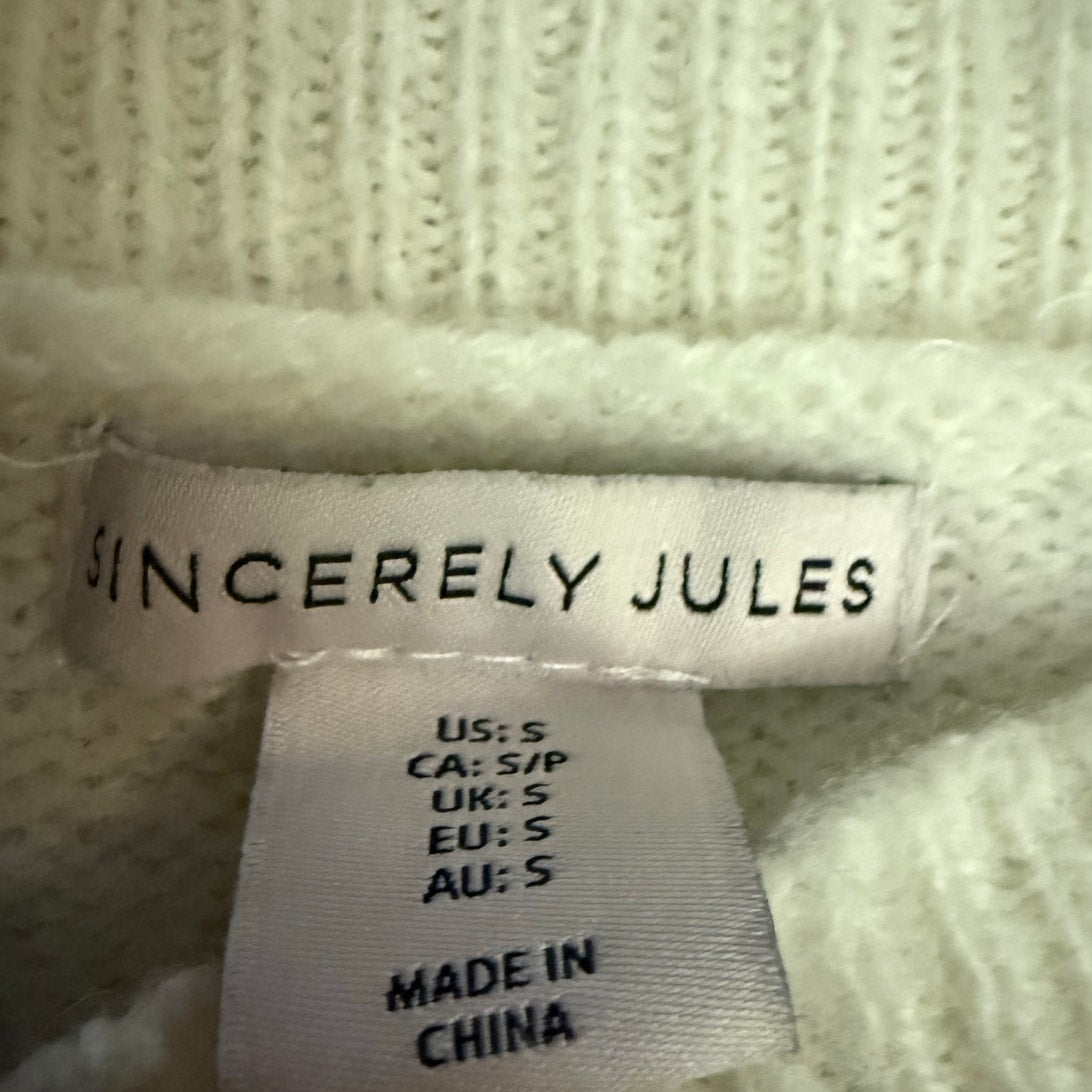 SINCERELY JULES
US: S
CA: S/P
UK: S
EU: S
AU: S
MADE IN
CHINA